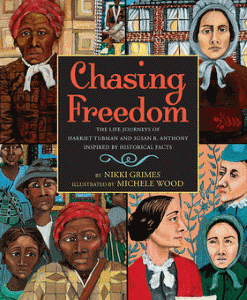 Chasing
Freedom
THE LIFE JOURNEYS OF
HARRIET TUBMAN AND SUSAN B. ANTHONY
INSPIRED BY HISTORICAL FACTS
BY NIKKI GRIMES
ILLUSTRATED BY MICHELE WOOD